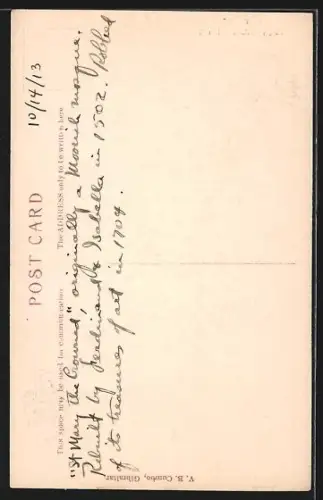 10/14/13
POST CARD
This space may be used for communication
The ADDRESS only to be written here
"St Mary the Crowned", originally a Moorish mosque.
Rebuilt by Ferdinand & Isabella in 1502. Robbed
of its treasures of art in 1704.
V. B. Cumbo, Gibraltar.